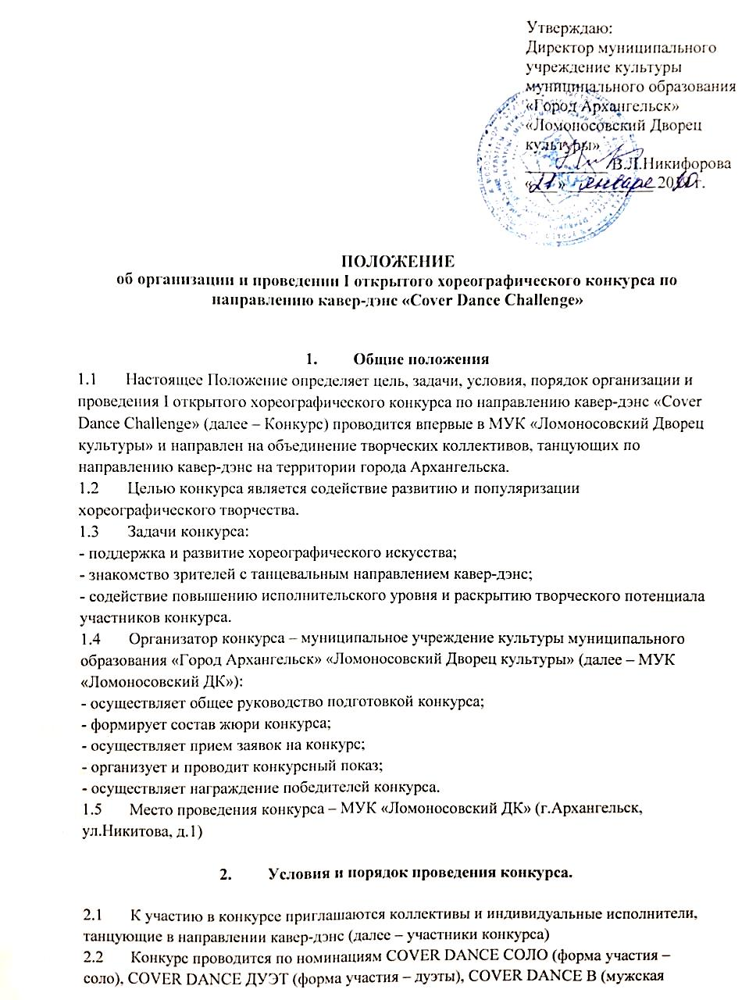 Утверждаю:
Директор муниципального
учреждение культуры
муниципального образования
«Город Архангельск»
«Ломоносовский Дворец
культуры»
В.Л.Никифорова
«21» января 20 г.
ПОЛОЖЕНИЕ
об организации и проведении I открытого хореографического конкурса по
направлению кавер-дэнс «Cover Dance Challenge»
1. Общие положения
1.1 Настоящее Положение определяет цель, задачи, условия, порядок организации и
проведения I открытого хореографического конкурса по направлению кавер-дэнс «Cover
Dance Challenge» (далее – Конкурс) проводится впервые в МУК «Ломоносовский Дворец
культуры» и направлен на объединение творческих коллективов, танцующих по
направлению кавер-дэнс на территории города Архангельска.
1.2 Целью конкурса является содействие развитию и популяризации
хореографического творчества.
1.3 Задачи конкурса:
- поддержка и развитие хореографического искусства;
- знакомство зрителей с танцевальным направлением кавер-дэнс;
- содействие повышению исполнительского уровня и раскрытию творческого потенциала
участников конкурса.
1.4 Организатор конкурса – муниципальное учреждение культуры муниципального
образования «Город Архангельск» «Ломоносовский Дворец культуры» (далее – МУК
«Ломоносовский ДК»):
- осуществляет общее руководство подготовкой конкурса;
- формирует состав жюри конкурса;
- осуществляет прием заявок на конкурс;
- организует и проводит конкурсный показ;
- осуществляет награждение победителей конкурса.
1.5 Место проведения конкурса – МУК «Ломоносовский ДК» (г.Архангельск,
ул.Никитова, д.1)
2. Условия и порядок проведения конкурса.
2.1 К участию в конкурсе приглашаются коллективы и индивидуальные исполнители,
танцующие в направлении кавер-дэнс (далее – участники конкурса)
2.2 Конкурс проводится по номинациям COVER DANCE СОЛО (форма участия –
соло), COVER DANCE ДУЭТ (форма участия – дуэты), COVER DANCE B (мужская